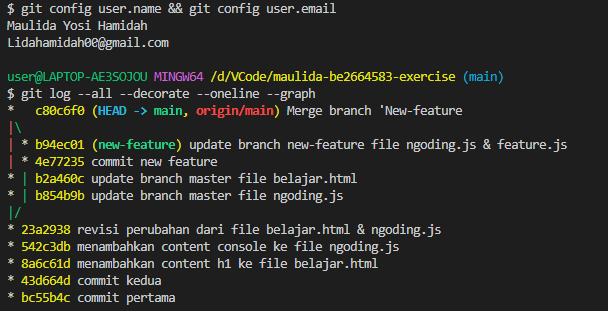 $ git config user.name && git config user.email
Maulida Yosi Hamidah
Lidahamidah00@gmail.com
user@LAPTOP-AE3SOJOU MINGW64 /d/VCode/maulida-be2664583-exercise (main)
$ git log --all --decorate --oneline --graph
*   c80c6f0 (HEAD -> main, origin/main) Merge branch 'New-feature
|\
| * b94ec01 (new-feature) update branch new-feature file ngoding.js & feature.js
| * 4e77235 commit new feature
* | b2a460c update branch master file belajar.html
* | b854b9b update branch master file ngoding.js
|/
* 23a2938 revisi perubahan dari file belajar.html & ngoding.js
* 542c3db menambahkan content console ke file ngoding.js
* 8a6c61d menambahkan content h1 ke file belajar.html
* 43d664d commit kedua
* bc55b4c commit pertama